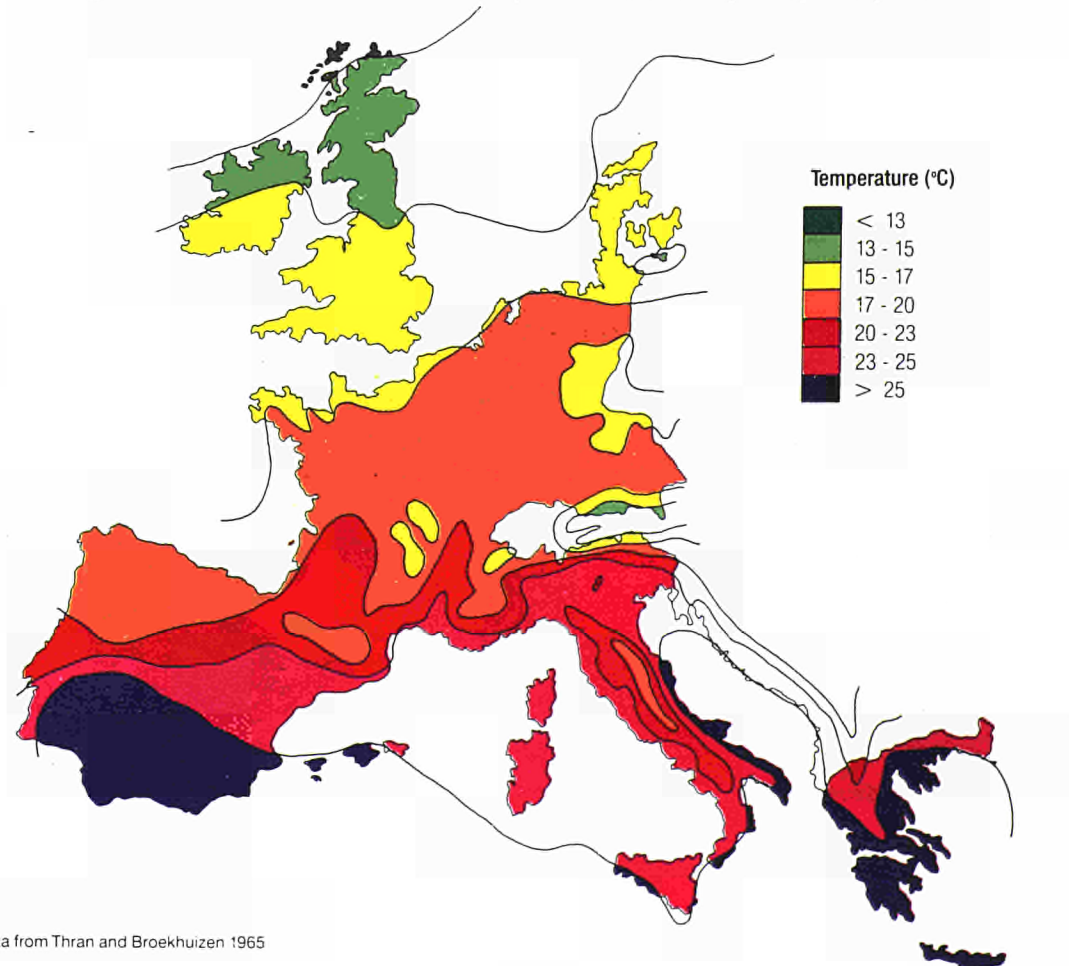 Temperature (°C)
< 13
13 - 15
15 - 17
17 - 20
20 - 23
23 - 25
> 25
a from Thran and Broekhuizen 1965